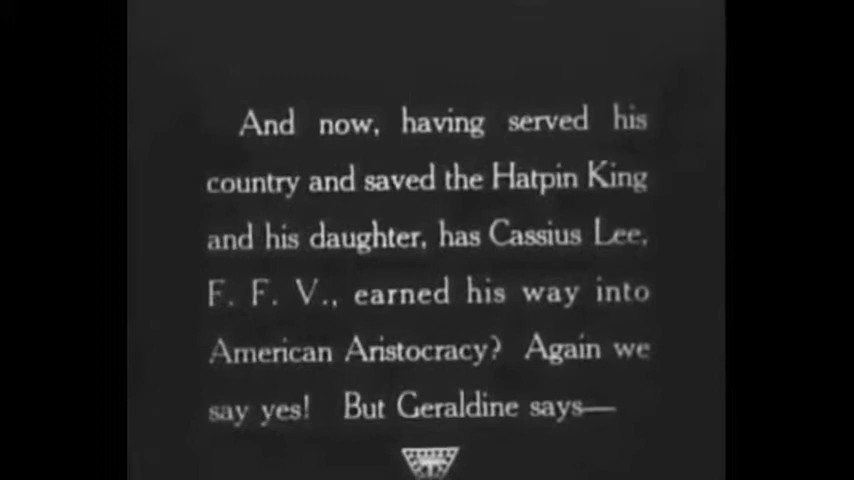 And now, having served his
country and saved the Hatpin King
and his daughter, has Cassius Lee,
F. F. V., earned his way into
American Aristocracy? Again we
say yes! But Geraldine says—